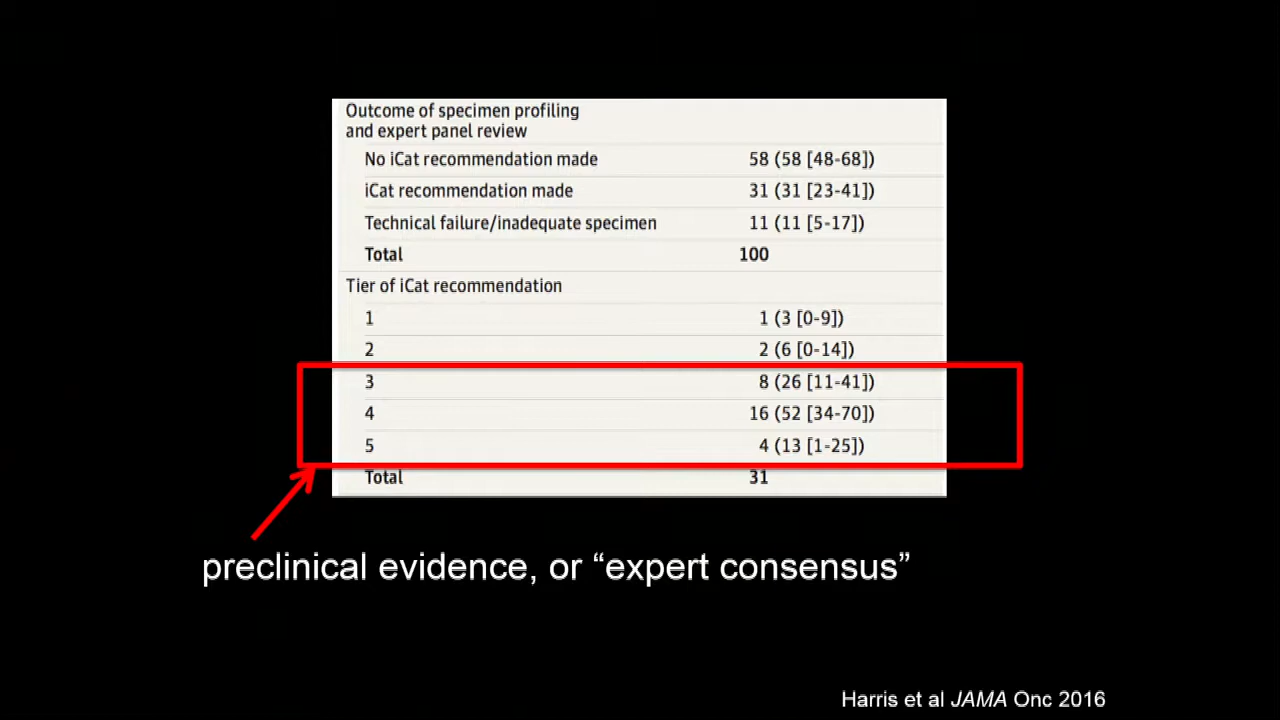 Outcome of specimen profiling
and expert panel review
No iCat recommendation made 58 (58 [48-68])
iCat recommendation made 31 (31 [23-41])
Technical failure/inadequate specimen 11 (11 [5-17])
Total 100
Tier of iCat recommendation
1 1 (3 [0-9])
2 2 (6 [0-14])
3 8 (26 [11-41])
4 16 (52 [34-70])
5 4 (13 [1-25])
Total 31
preclinical evidence, or “expert consensus”
Harris et al JAMA Onc 2016